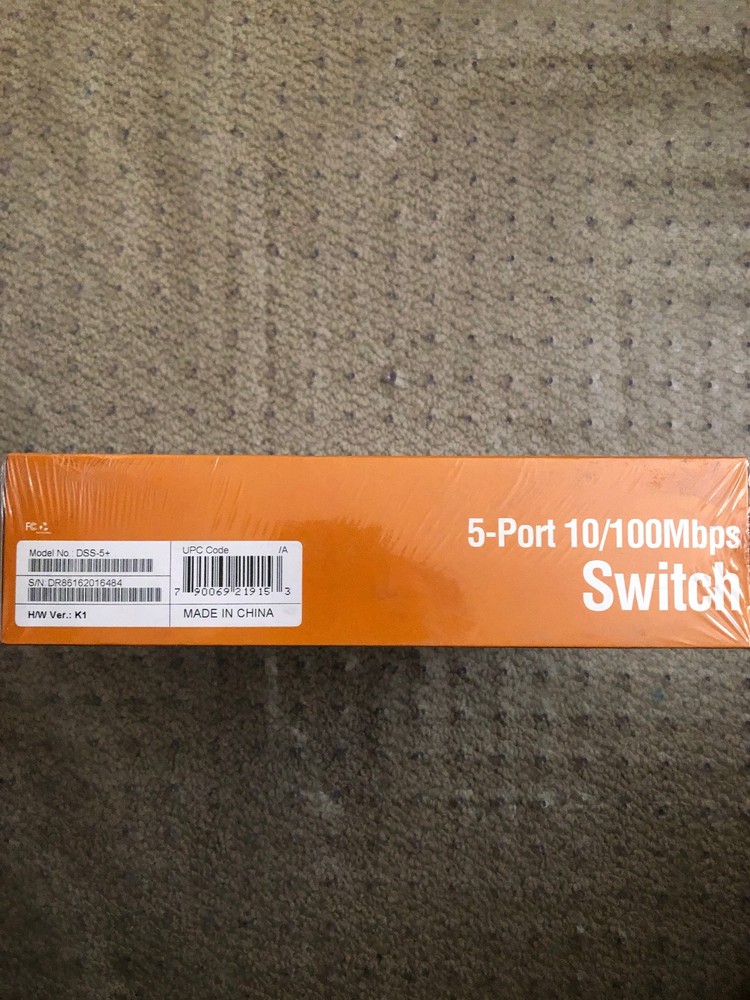 5-Port 10/100Mbps
Switch
FC
Model No.: DSS-5+
S/N: DR86162016484
H/W Ver.: K1
UPC Code /A
7 90069 21915 3
MADE IN CHINA